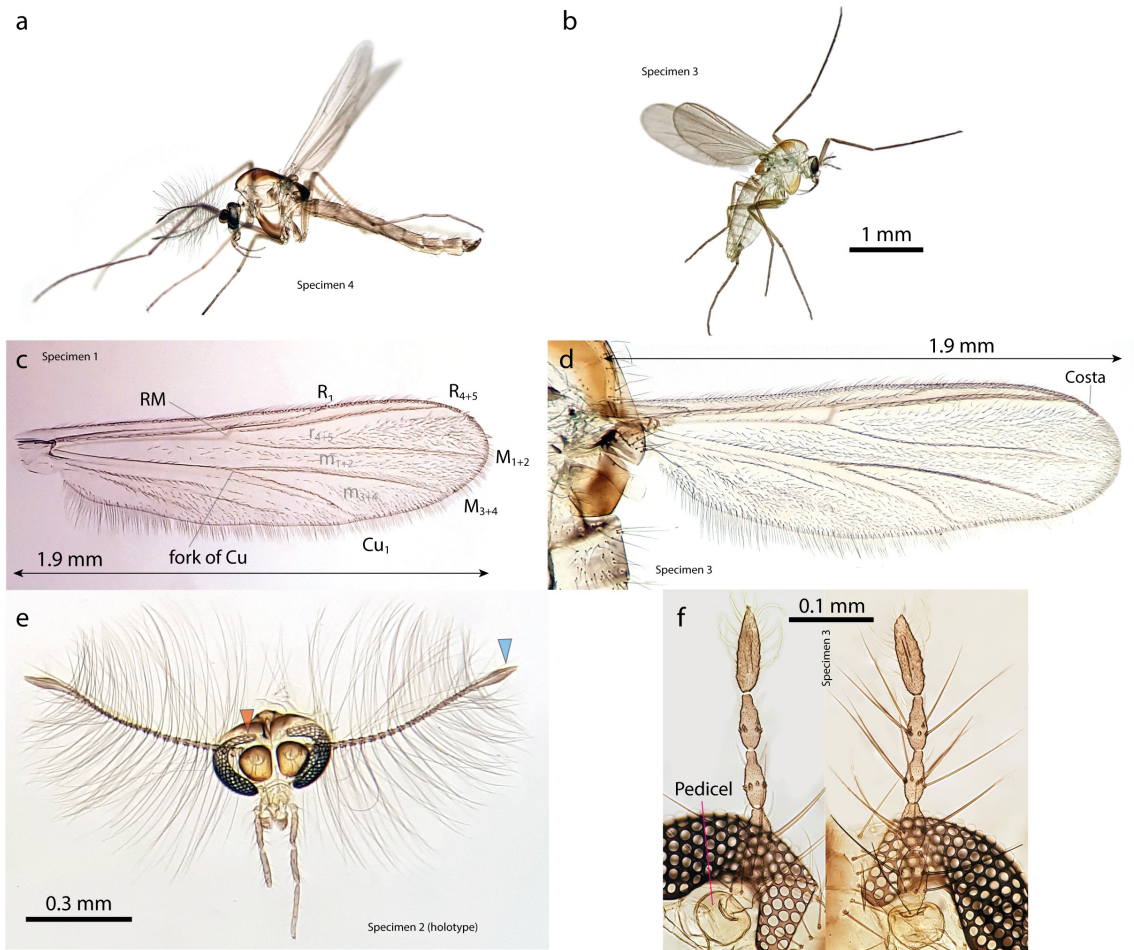 a
Specimen 4
b
Specimen 3
1 mm
c
Specimen 1
RM
R1
R4+5
r4+5
m1+2
M1+2
m3+4
M3+4
fork of Cu
Cu1
1.9 mm
d
1.9 mm
Costa
Specimen 3
e
0.3 mm
Specimen 2 (holotype)
f
0.1 mm
Specimen 3
Pedicel